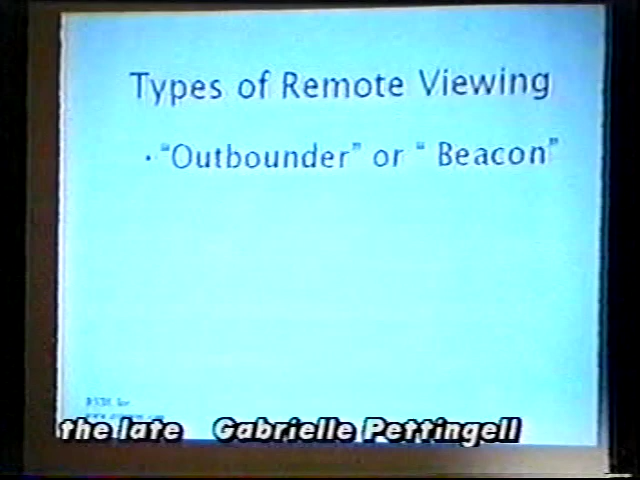 Types of Remote Viewing
· "Outbounder" or " Beacon"
the late Gabrielle Pettingell